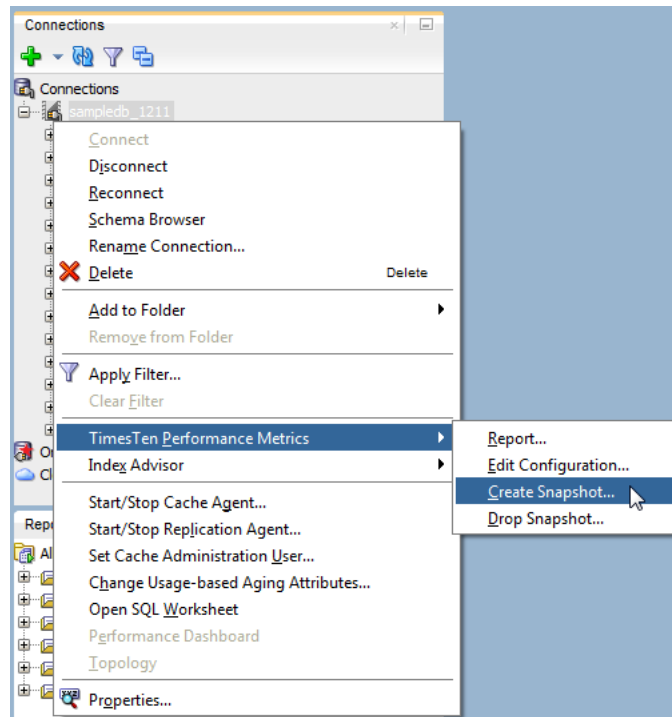 Connections
Connections
sampledb_1211
Connect
Disconnect
Reconnect
Schema Browser
Rename Connection...
Delete Delete
Add to Folder
Remove from Folder
Apply Filter...
Clear Filter
TimesTen Performance Metrics
Index Advisor
Report...
Edit Configuration...
Create Snapshot...
Drop Snapshot...
Start/Stop Cache Agent...
Start/Stop Replication Agent...
Set Cache Administration User...
Change Usage-based Aging Attributes...
Open SQL Worksheet
Performance Dashboard
Topology
Properties...